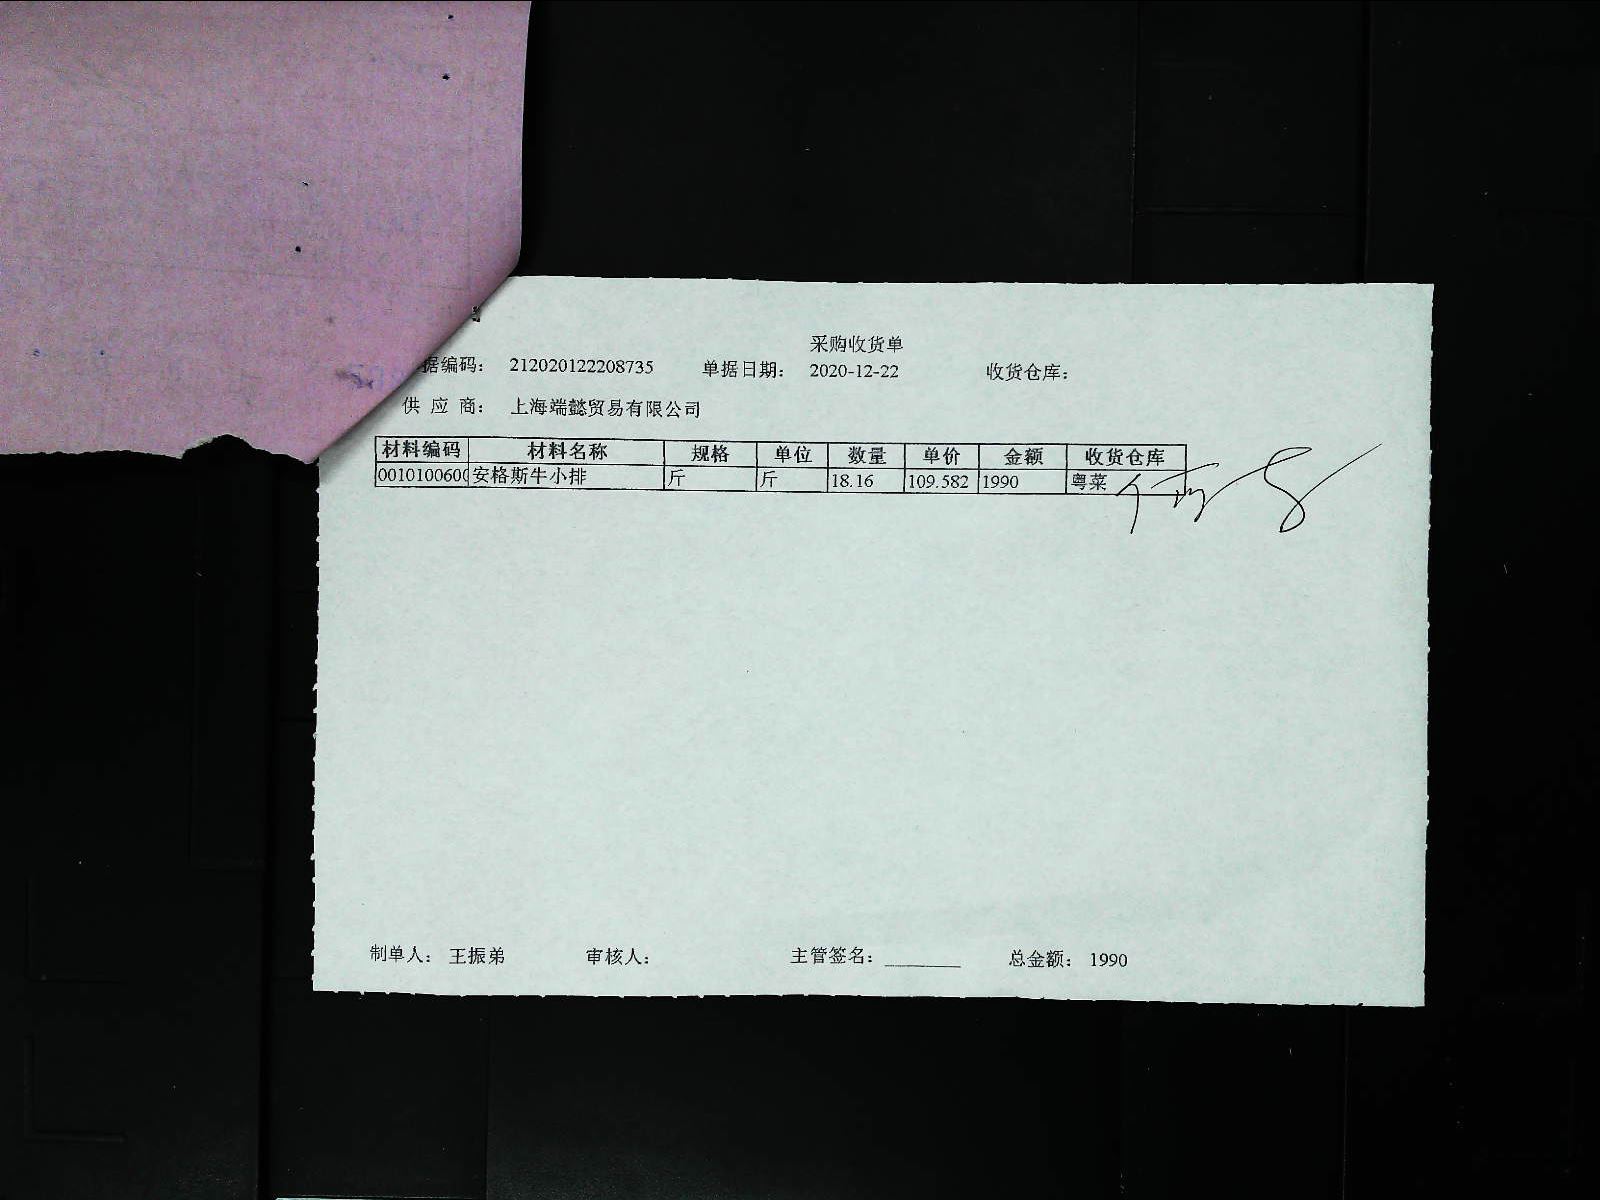 采购收货单
据编码： 212020122208735 单据日期： 2020-12-22 收货仓库：
供 应 商： 上海端懿贸易有限公司
材料编码 材料名称 规格 单位 数量 单价 金额 收货仓库
0010100600 安格斯牛小排 斤 斤 18.16 109.582 1990 粤菜
制单人： 王振弟 审核人： 主管签名： 总金额： 1990